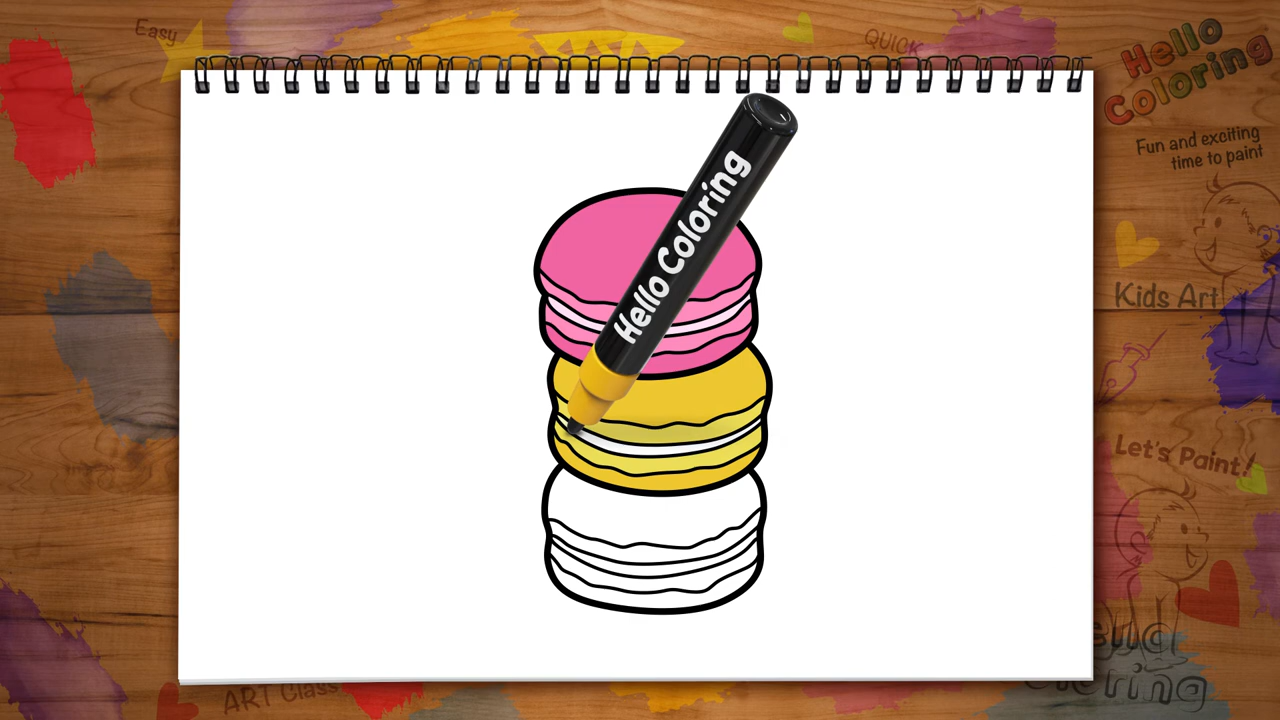 Easy
QUICK
Hello
Coloring
Fun and exciting
time to paint
Hello Coloring
Kids Art
Let's Paint!
ART Class